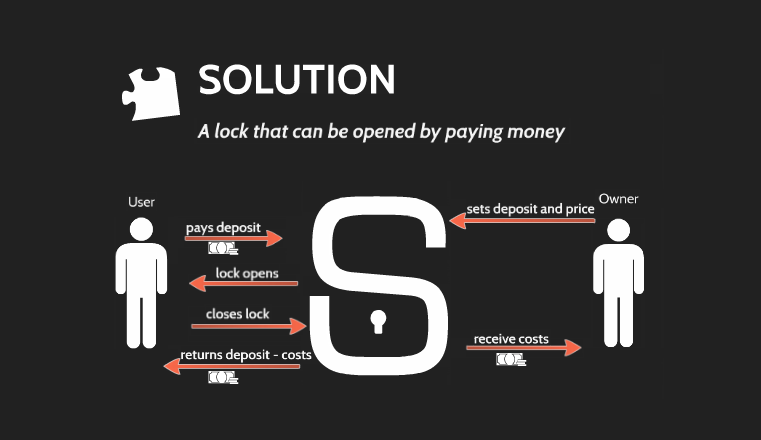 SOLUTION
A lock that can be opened by paying money
User
Owner
sets deposit and price
pays deposit
lock opens
closes lock
receive costs
returns deposit - costs